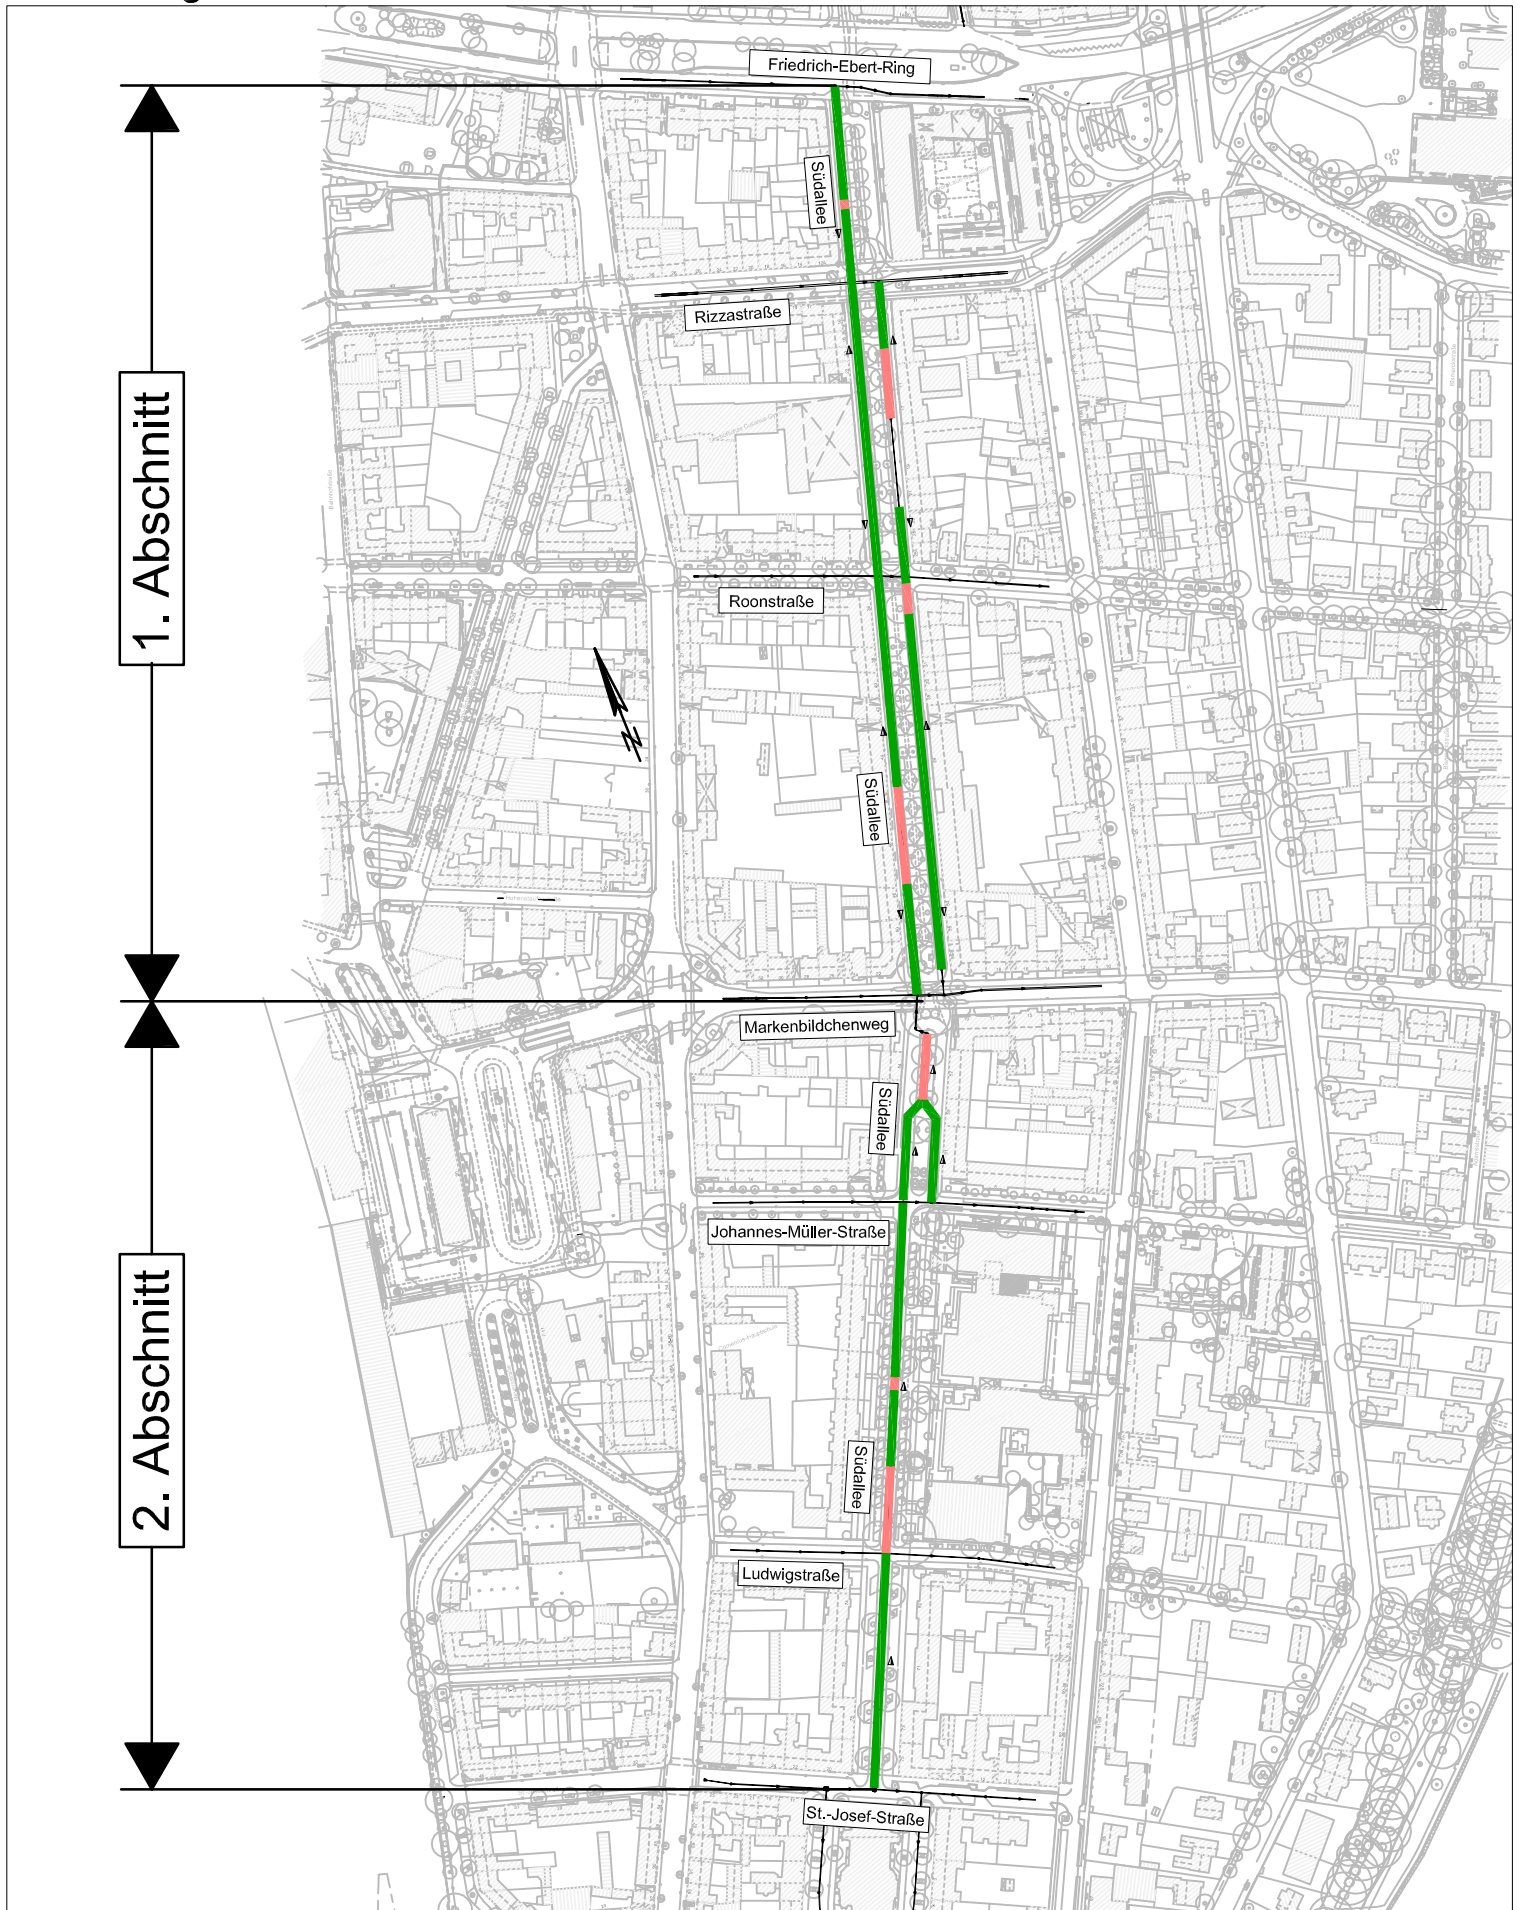 Friedrich-Ebert-Ring
Südallee
Rizzastraße
1. Abschnitt
Roonstraße
Südallee
Markenbildchenweg
Südallee
Johannes-Müller-Straße
2. Abschnitt
Südallee
Ludwigstraße
St.-Josef-Straße